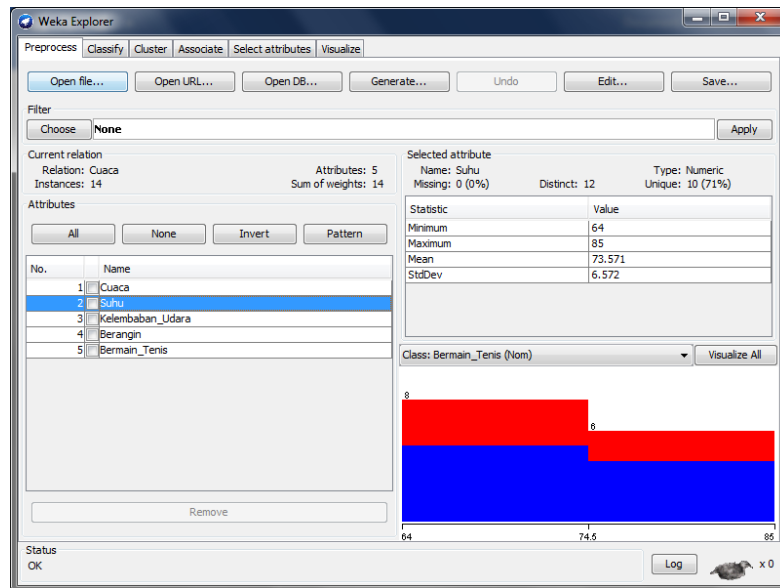 Weka Explorer
Preprocess Classify Cluster Associate Select attributes Visualize
Open file... Open URL... Open DB... Generate... Undo Edit... Save...
Filter
Choose None Apply
Current relation
Relation: Cuaca Attributes: 5
Instances: 14 Sum of weights: 14
Selected attribute
Name: Suhu Type: Numeric
Missing: 0 (0%) Distinct: 12 Unique: 10 (71%)
Attributes
All None Invert Pattern
No. Name
1 Cuaca
2 Suhu
3 Kelembaban_Udara
4 Berangin
5 Bermain_Tenis
Remove
Statistic Value
Minimum 64
Maximum 85
Mean 73.571
StdDev 6.572
Class: Bermain_Tenis (Nom) Visualize All
8
6
64 74.5 85
Status
OK
Log x 0